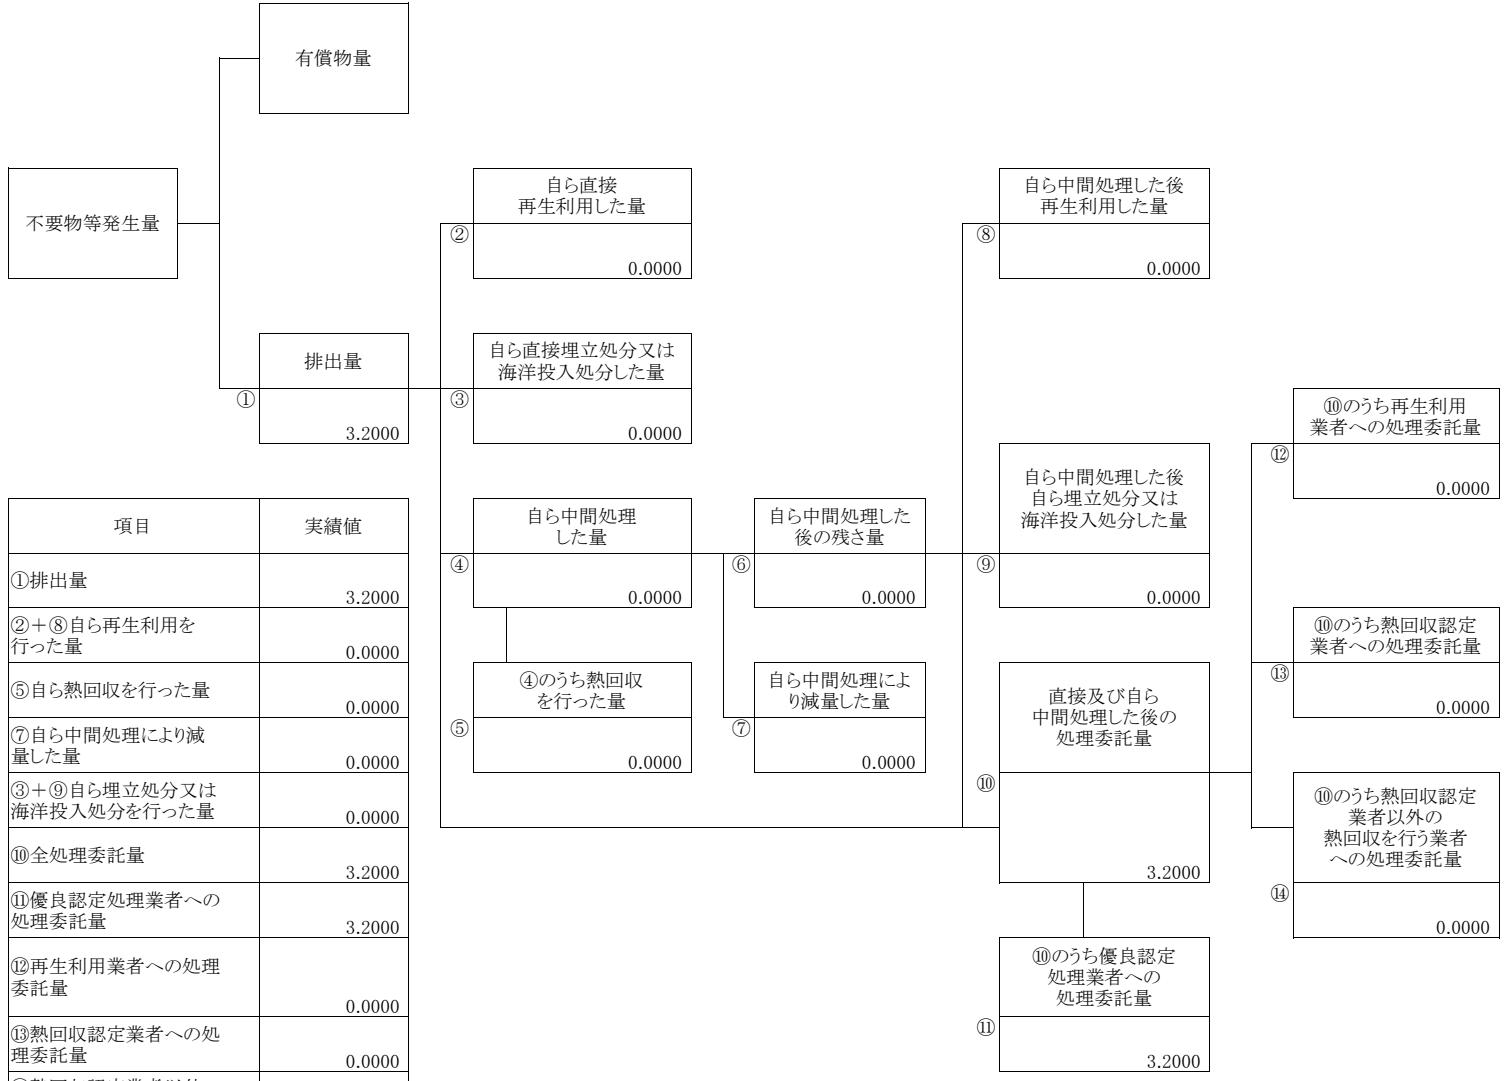 有償物量
不要物等発生量
自ら直接
再生利用した量
②
0.0000
自ら中間処理した後
再生利用した量
⑧
0.0000
排出量
①
3.2000
自ら直接埋立処分又は
海洋投入処分した量
③
0.0000
⑩のうち再生利用
業者への処理委託量
⑫
0.0000
自ら中間処理した後
自ら埋立処分又は
海洋投入処分した量
⑨
0.0000
自ら中間処理
した量
④
0.0000
自ら中間処理した
後の残さ量
⑥
0.0000
⑩のうち熱回収認定
業者への処理委託量
⑬
0.0000
④のうち熱回収
を行った量
⑤
0.0000
自ら中間処理によ
り減量した量
⑦
0.0000
直接及び自ら
中間処理した後の
処理委託量
⑩
3.2000
⑩のうち熱回収認定
業者以外の
熱回収を行う業者
への処理委託量
⑭
0.0000
⑩のうち優良認定
処理業者への
処理委託量
⑪
3.2000
項目 実績値
①排出量
3.2000
②＋⑧自ら再生利用を
行った量
0.0000
⑤自ら熱回収を行った量
0.0000
⑦自ら中間処理により減
量した量
0.0000
③＋⑨自ら埋立処分又は
海洋投入処分を行った量
0.0000
⑩全処理委託量
3.2000
⑪優良認定処理業者への
処理委託量
3.2000
⑫再生利用業者への処理
委託量
0.0000
⑬熱回収認定業者への処
理委託量
0.0000